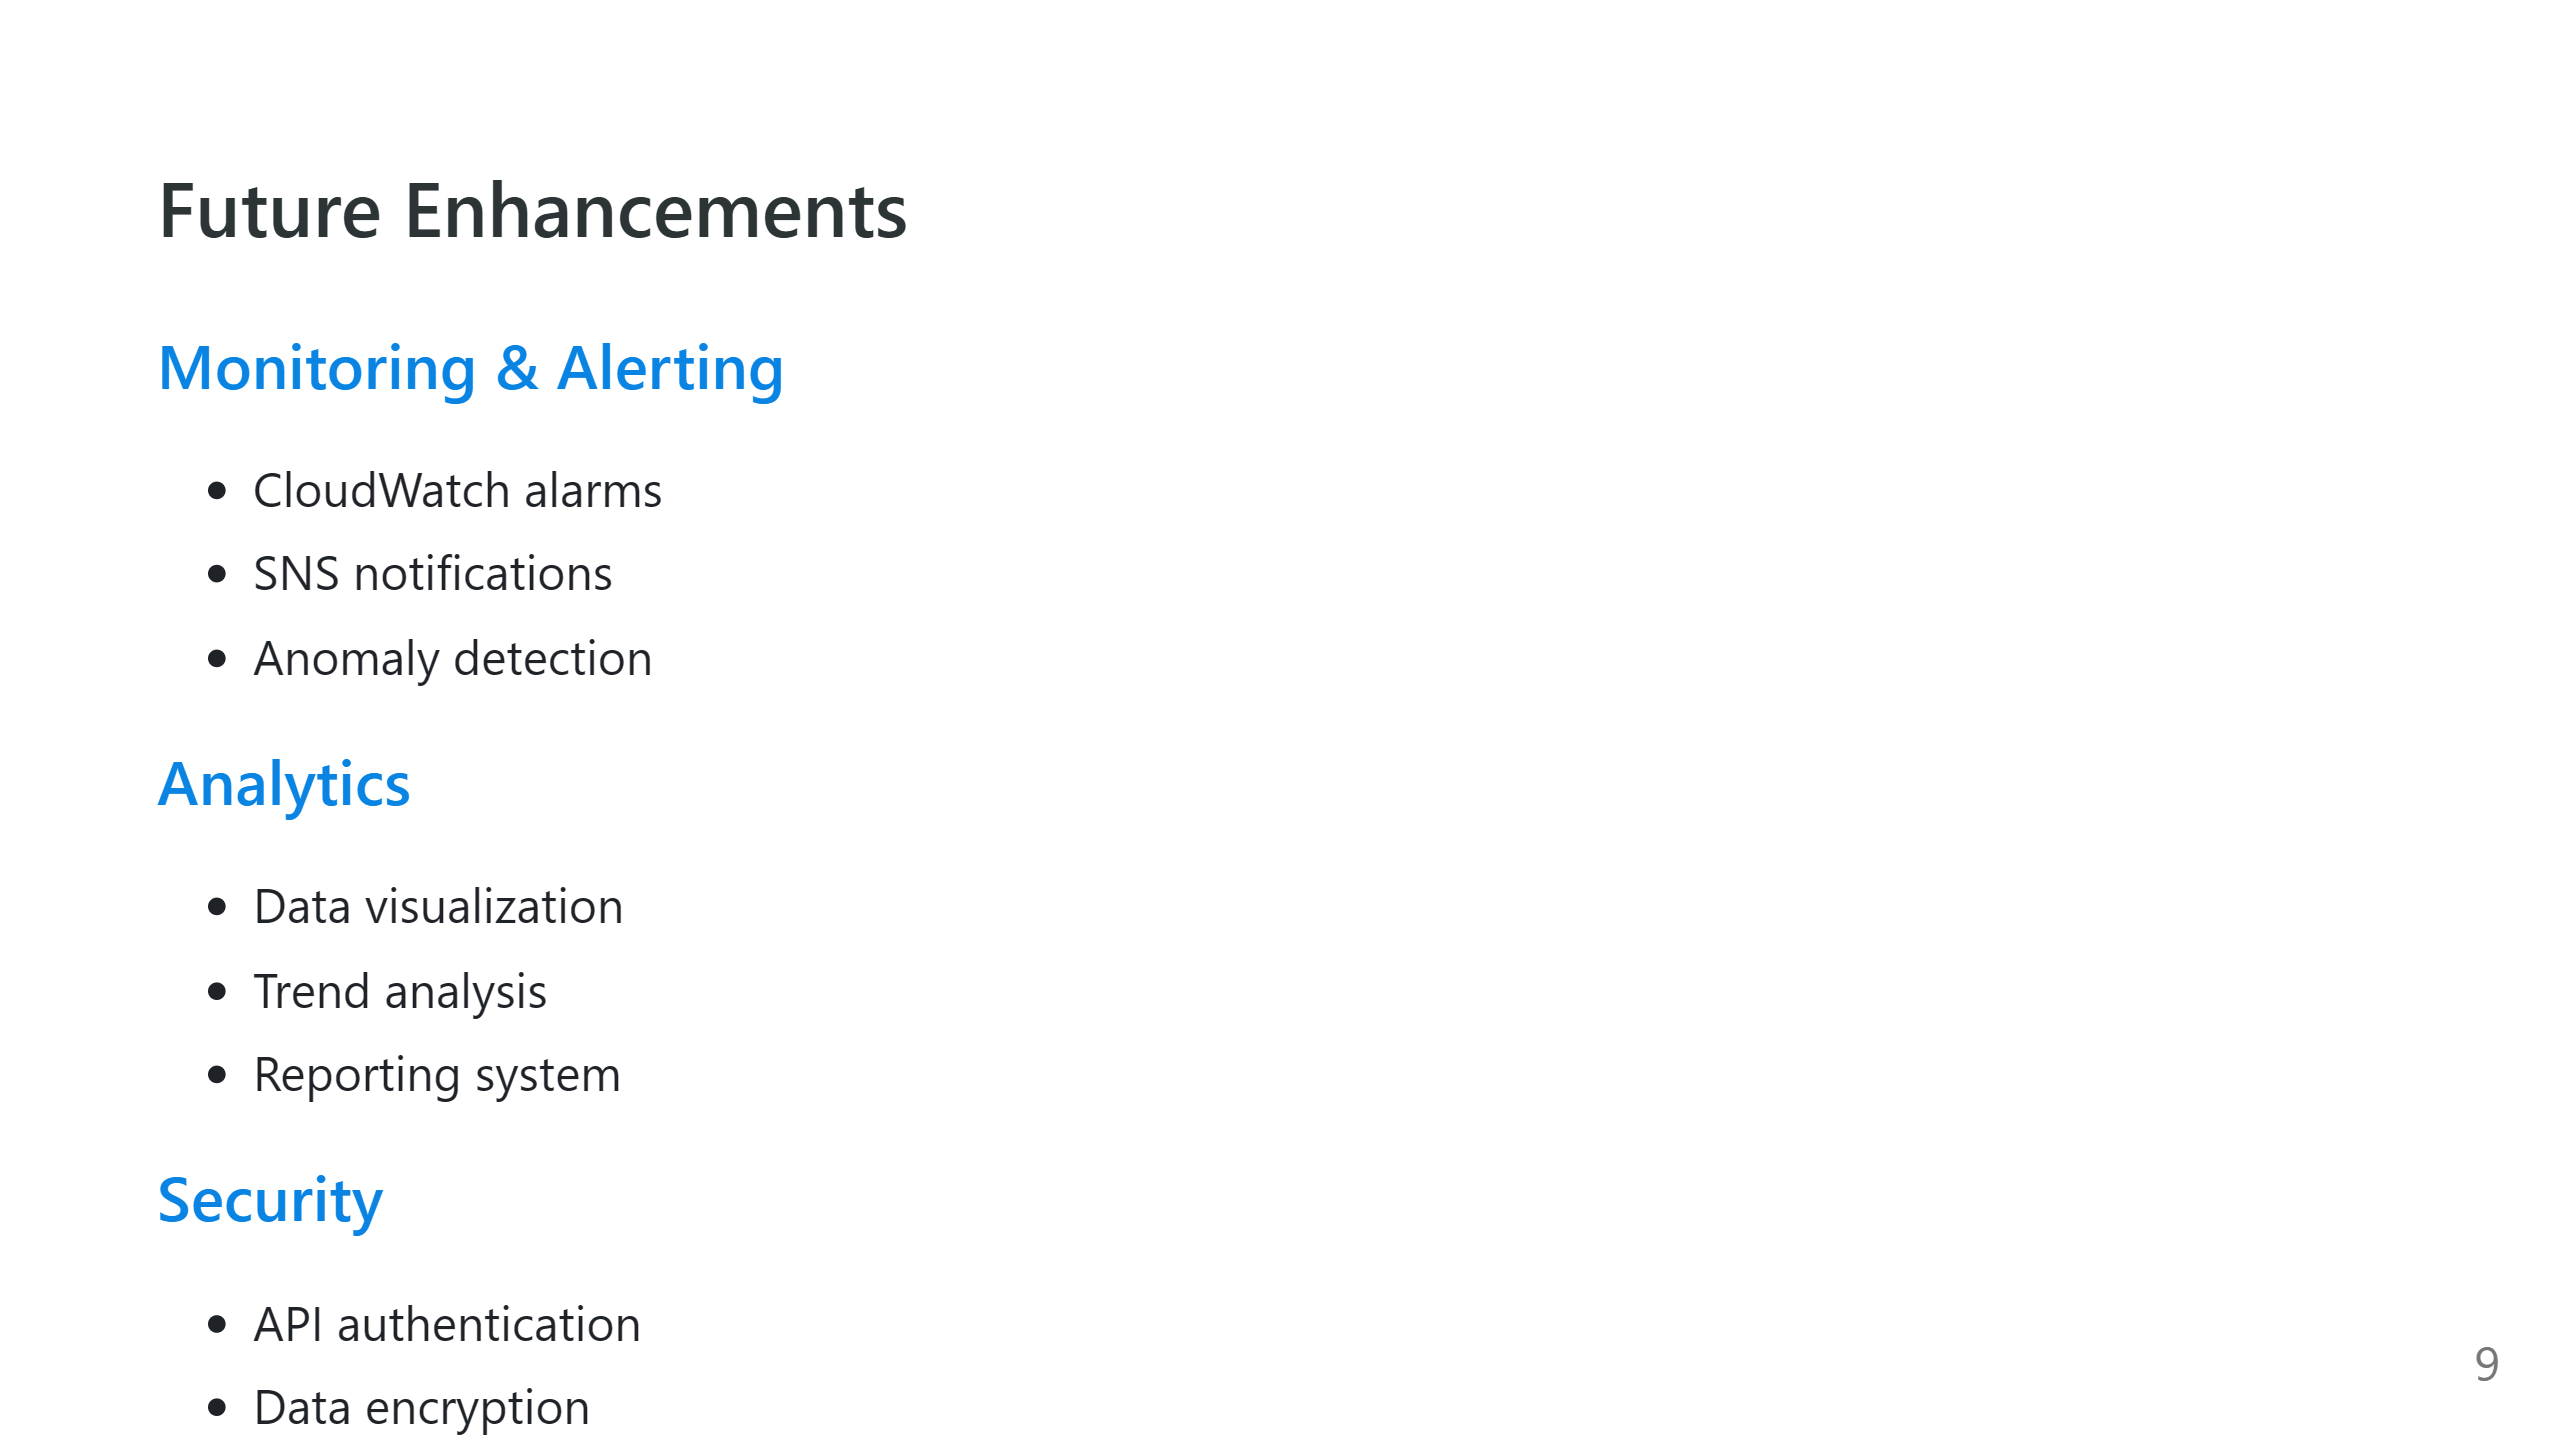 Future Enhancements
Monitoring & Alerting
• CloudWatch alarms
• SNS notifications
• Anomaly detection
Analytics
• Data visualization
• Trend analysis
• Reporting system
Security
• API authentication
• Data encryption
9